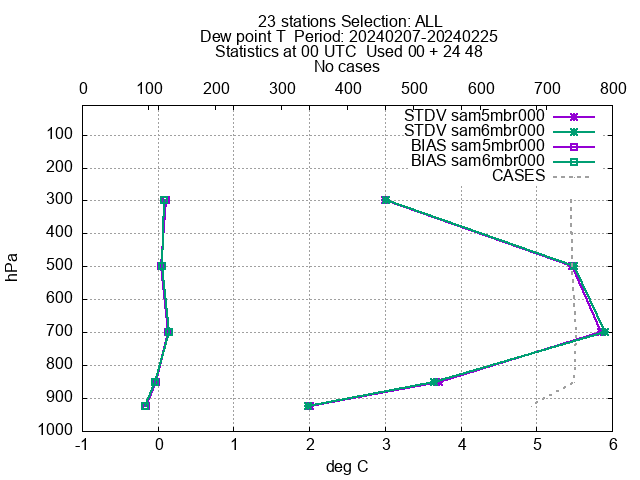 23 stations Selection: ALL
Dew point T  Period: 20240207-20240225
Statistics at 00 UTC  Used 00 + 24 48
No cases
0 100 200 300 400 500 600 700 800
STDV sam5mbr000
STDV sam6mbr000
BIAS sam5mbr000
BIAS sam6mbr000
CASES
100
200
300
400
500
600
700
800
900
1000
hPa
-1 0 1 2 3 4 5 6
deg C